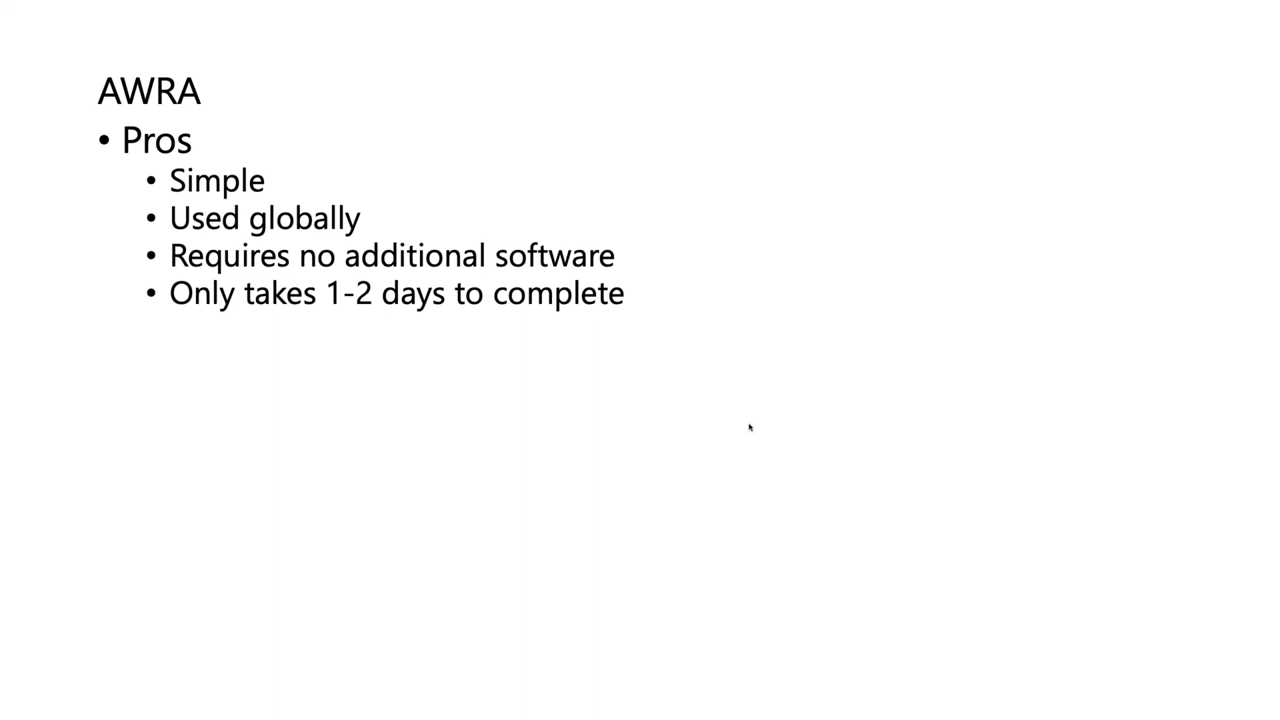 AWRA
• Pros
• Simple
• Used globally
• Requires no additional software
• Only takes 1-2 days to complete